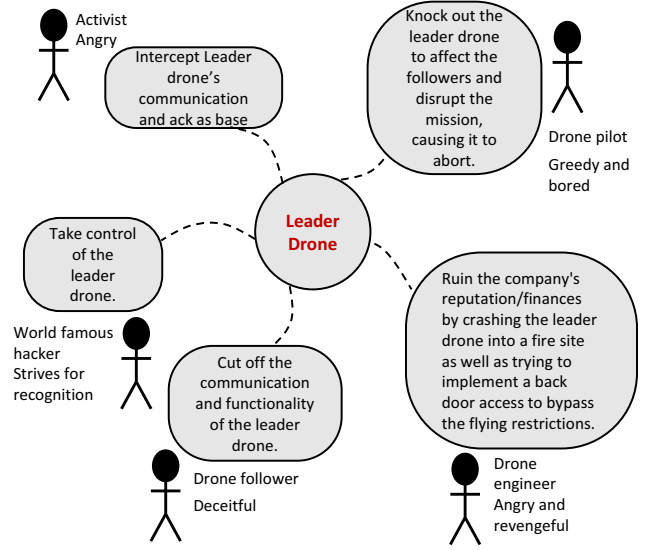 Activist
Angry
Intercept Leader
drone's
communication
and ack as base
Knock out the
leader drone
to affect the
followers and
disrupt the
mission,
causing it to
abort.
Drone pilot
Greedy and
bored
Leader
Drone
Take control
of the
leader
drone.
World famous
hacker
Strives for
recognition
Cut off the
communication
and functionality
of the leader
drone.
Drone follower
Deceitful
Ruin the company's
reputation/finances
by crashing the leader
drone into a fire site
as well as trying to
implement a back
door access to bypass
the flying restrictions.
Drone
engineer
Angry and
revengeful